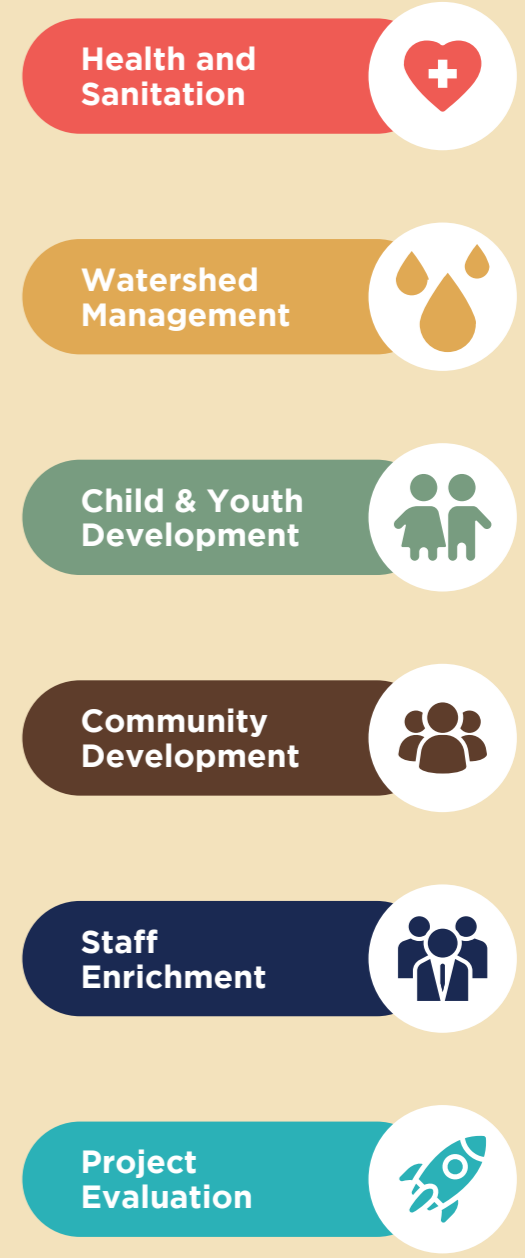 Health and
Sanitation
Watershed
Management
Child & Youth
Development
Community
Development
Staff
Enrichment
Project
Evaluation